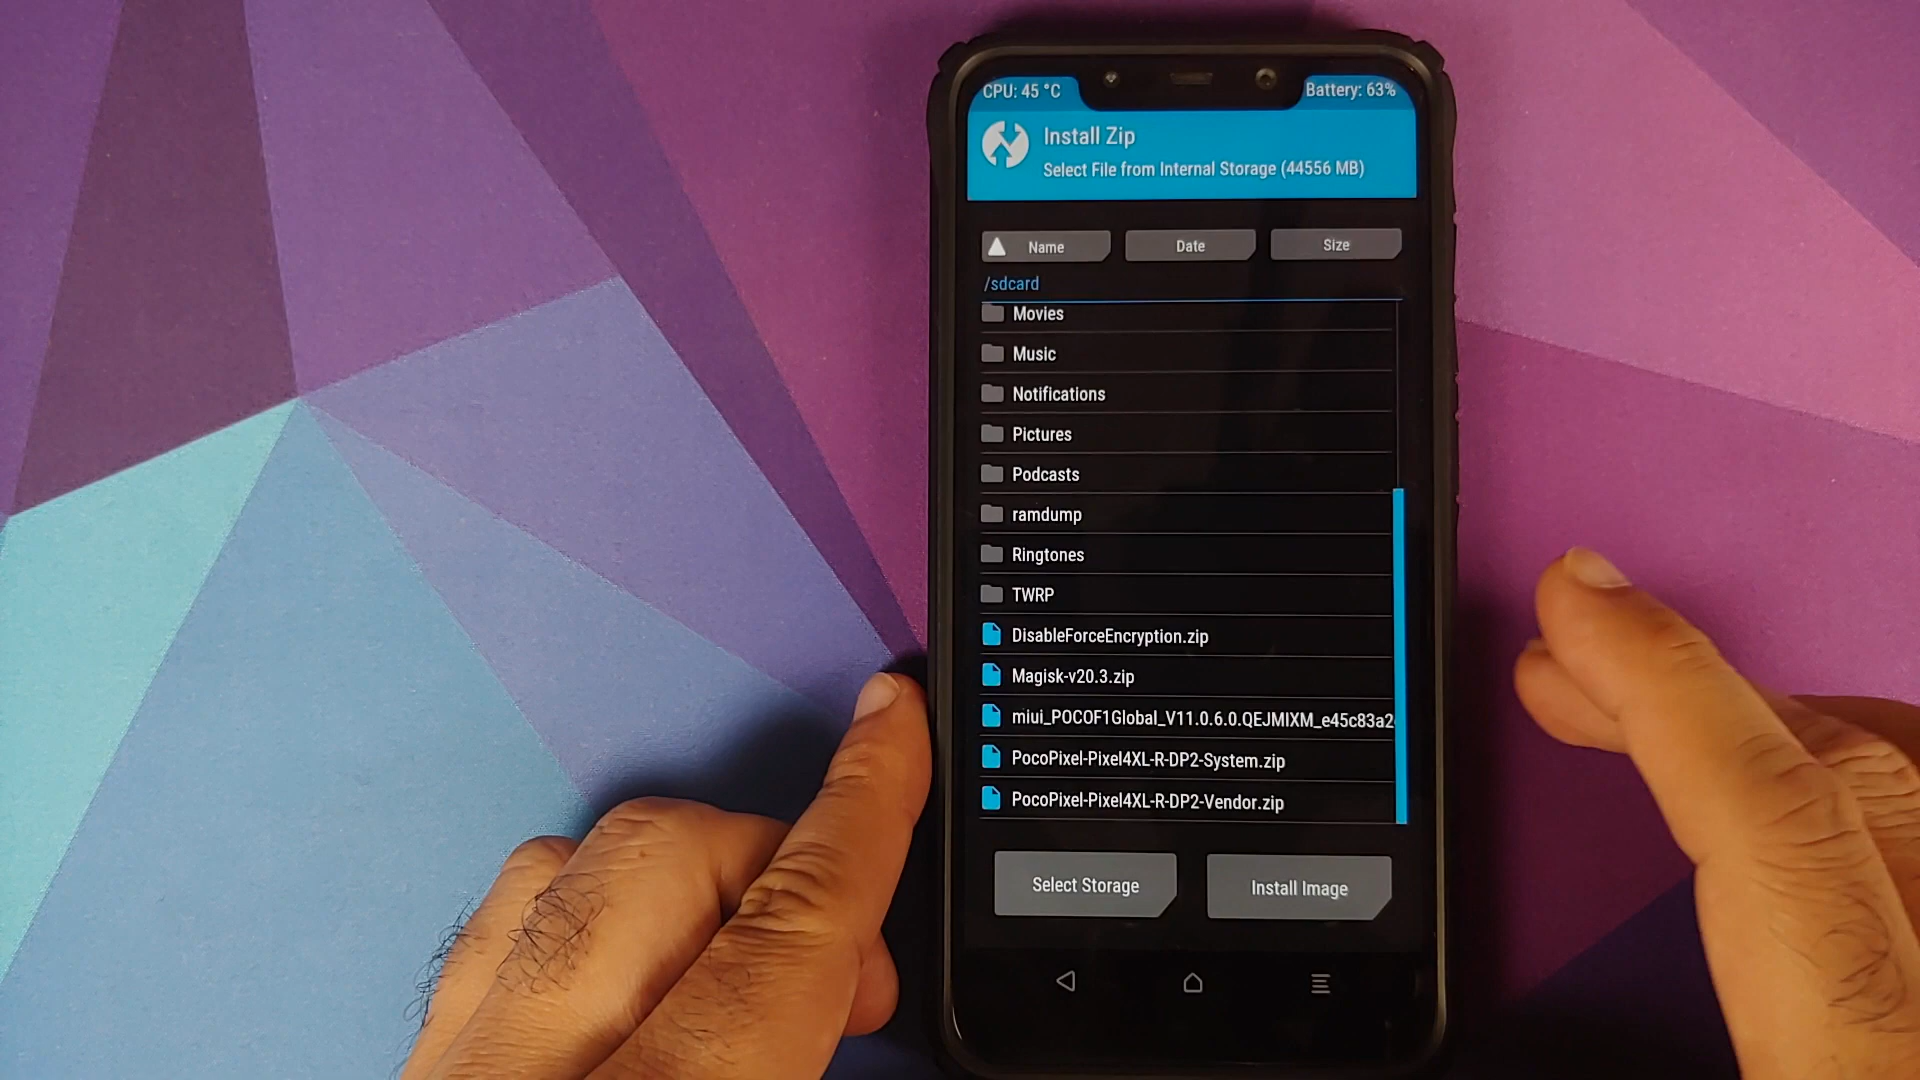 CPU: 45 °C
Battery: 63%
Install Zip
Select File from Internal Storage (44556 MB)
Name
Date
Size
/sdcard
Movies
Music
Notifications
Pictures
Podcasts
ramdump
Ringtones
TWRP
DisableForceEncryption.zip
Magisk-v20.3.zip
miui_POCOF1Global_V11.0.6.0.QEJMIXM_e45c83a2
PocoPixel-Pixel4XL-R-DP2-System.zip
PocoPixel-Pixel4XL-R-DP2-Vendor.zip
Select Storage
Install Image